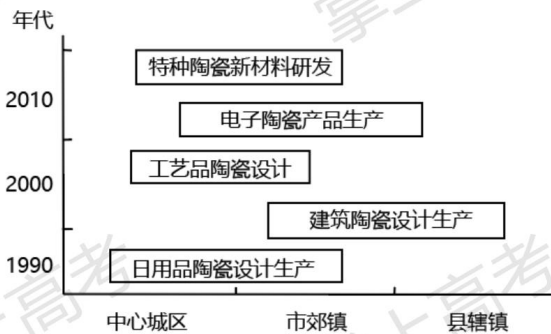 年代
特种陶瓷新材料研发
2010
电子陶瓷产品生产
工艺品陶瓷设计
2000
建筑陶瓷设计生产
1990
日用品陶瓷设计生产
中心城区 市郊镇 县辖镇